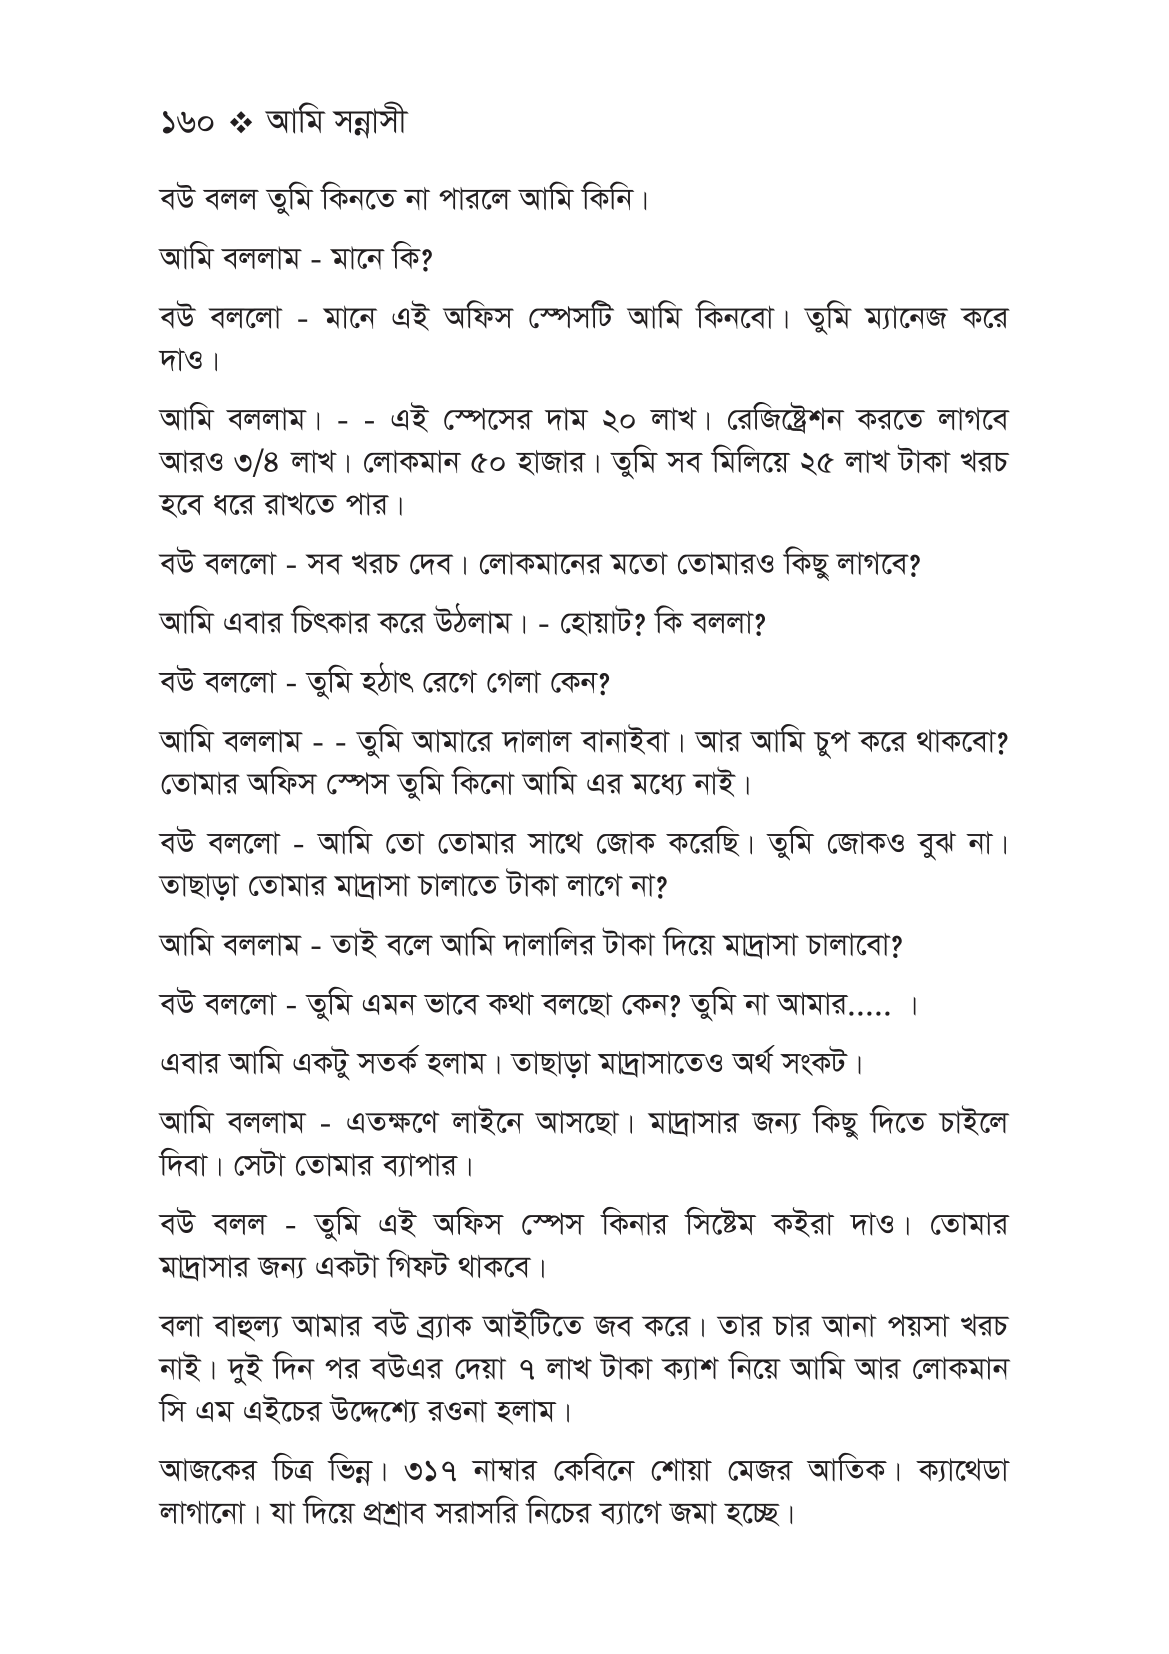 ১৬০ ❖ আমি সন্ন্যাসী
বউ বলল তুমি কিনতে না পারলে আমি কিনি।
আমি বললাম - মানে কি?
বউ বললো - মানে এই অফিস স্পেসটি আমি কিনবো। তুমি ম্যানেজ করে
দাও।
আমি বললাম। - - এই স্পেসের দাম ২০ লাখ। রেজিষ্ট্রেশন করতে লাগবে
আরও ৩/৪ লাখ। লোকমান ৫০ হাজার। তুমি সব মিলিয়ে ২৫ লাখ টাকা খরচ
হবে ধরে রাখতে পার।
বউ বললো - সব খরচ দেব। লোকমানের মতো তোমারও কিছু লাগবে?
আমি এবার চিৎকার করে উঠলাম। - হোয়াট? কি বললা?
বউ বললো - তুমি হঠাৎ রেগে গেলা কেন?
আমি বললাম - - তুমি আমারে দালাল বানাইবা। আর আমি চুপ করে থাকবো?
তোমার অফিস স্পেস তুমি কিনো আমি এর মধ্যে নাই।
বউ বললো - আমি তো তোমার সাথে জোক করেছি। তুমি জোকও বুঝ না।
তাছাড়া তোমার মাদ্রাসা চালাতে টাকা লাগে না?
আমি বললাম - তাই বলে আমি দালালির টাকা দিয়ে মাদ্রাসা চালাবো?
বউ বললো - তুমি এমন ভাবে কথা বলছো কেন? তুমি না আমার..... ।
এবার আমি একটু সতর্ক হলাম। তাছাড়া মাদ্রাসাতেও অর্থ সংকট।
আমি বললাম - এতক্ষণে লাইনে আসছো। মাদ্রাসার জন্য কিছু দিতে চাইলে
দিবা। সেটা তোমার ব্যাপার।
বউ বলল - তুমি এই অফিস স্পেস কিনার সিষ্টেম কইরা দাও। তোমার
মাদ্রাসার জন্য একটা গিফট থাকবে।
বলা বাহুল্য আমার বউ ব্র্যাক আইটিতে জব করে। তার চার আনা পয়সা খরচ
নাই। দুই দিন পর বউএর দেয়া ৭ লাখ টাকা ক্যাশ নিয়ে আমি আর লোকমান
সি এম এইচের উদ্দেশ্যে রওনা হলাম।
আজকের চিত্র ভিন্ন। ৩১৭ নাম্বার কেবিনে শোয়া মেজর আতিক। ক্যাথেডা
লাগানো। যা দিয়ে প্রশ্রাব সরাসরি নিচের ব্যাগে জমা হচ্ছে।